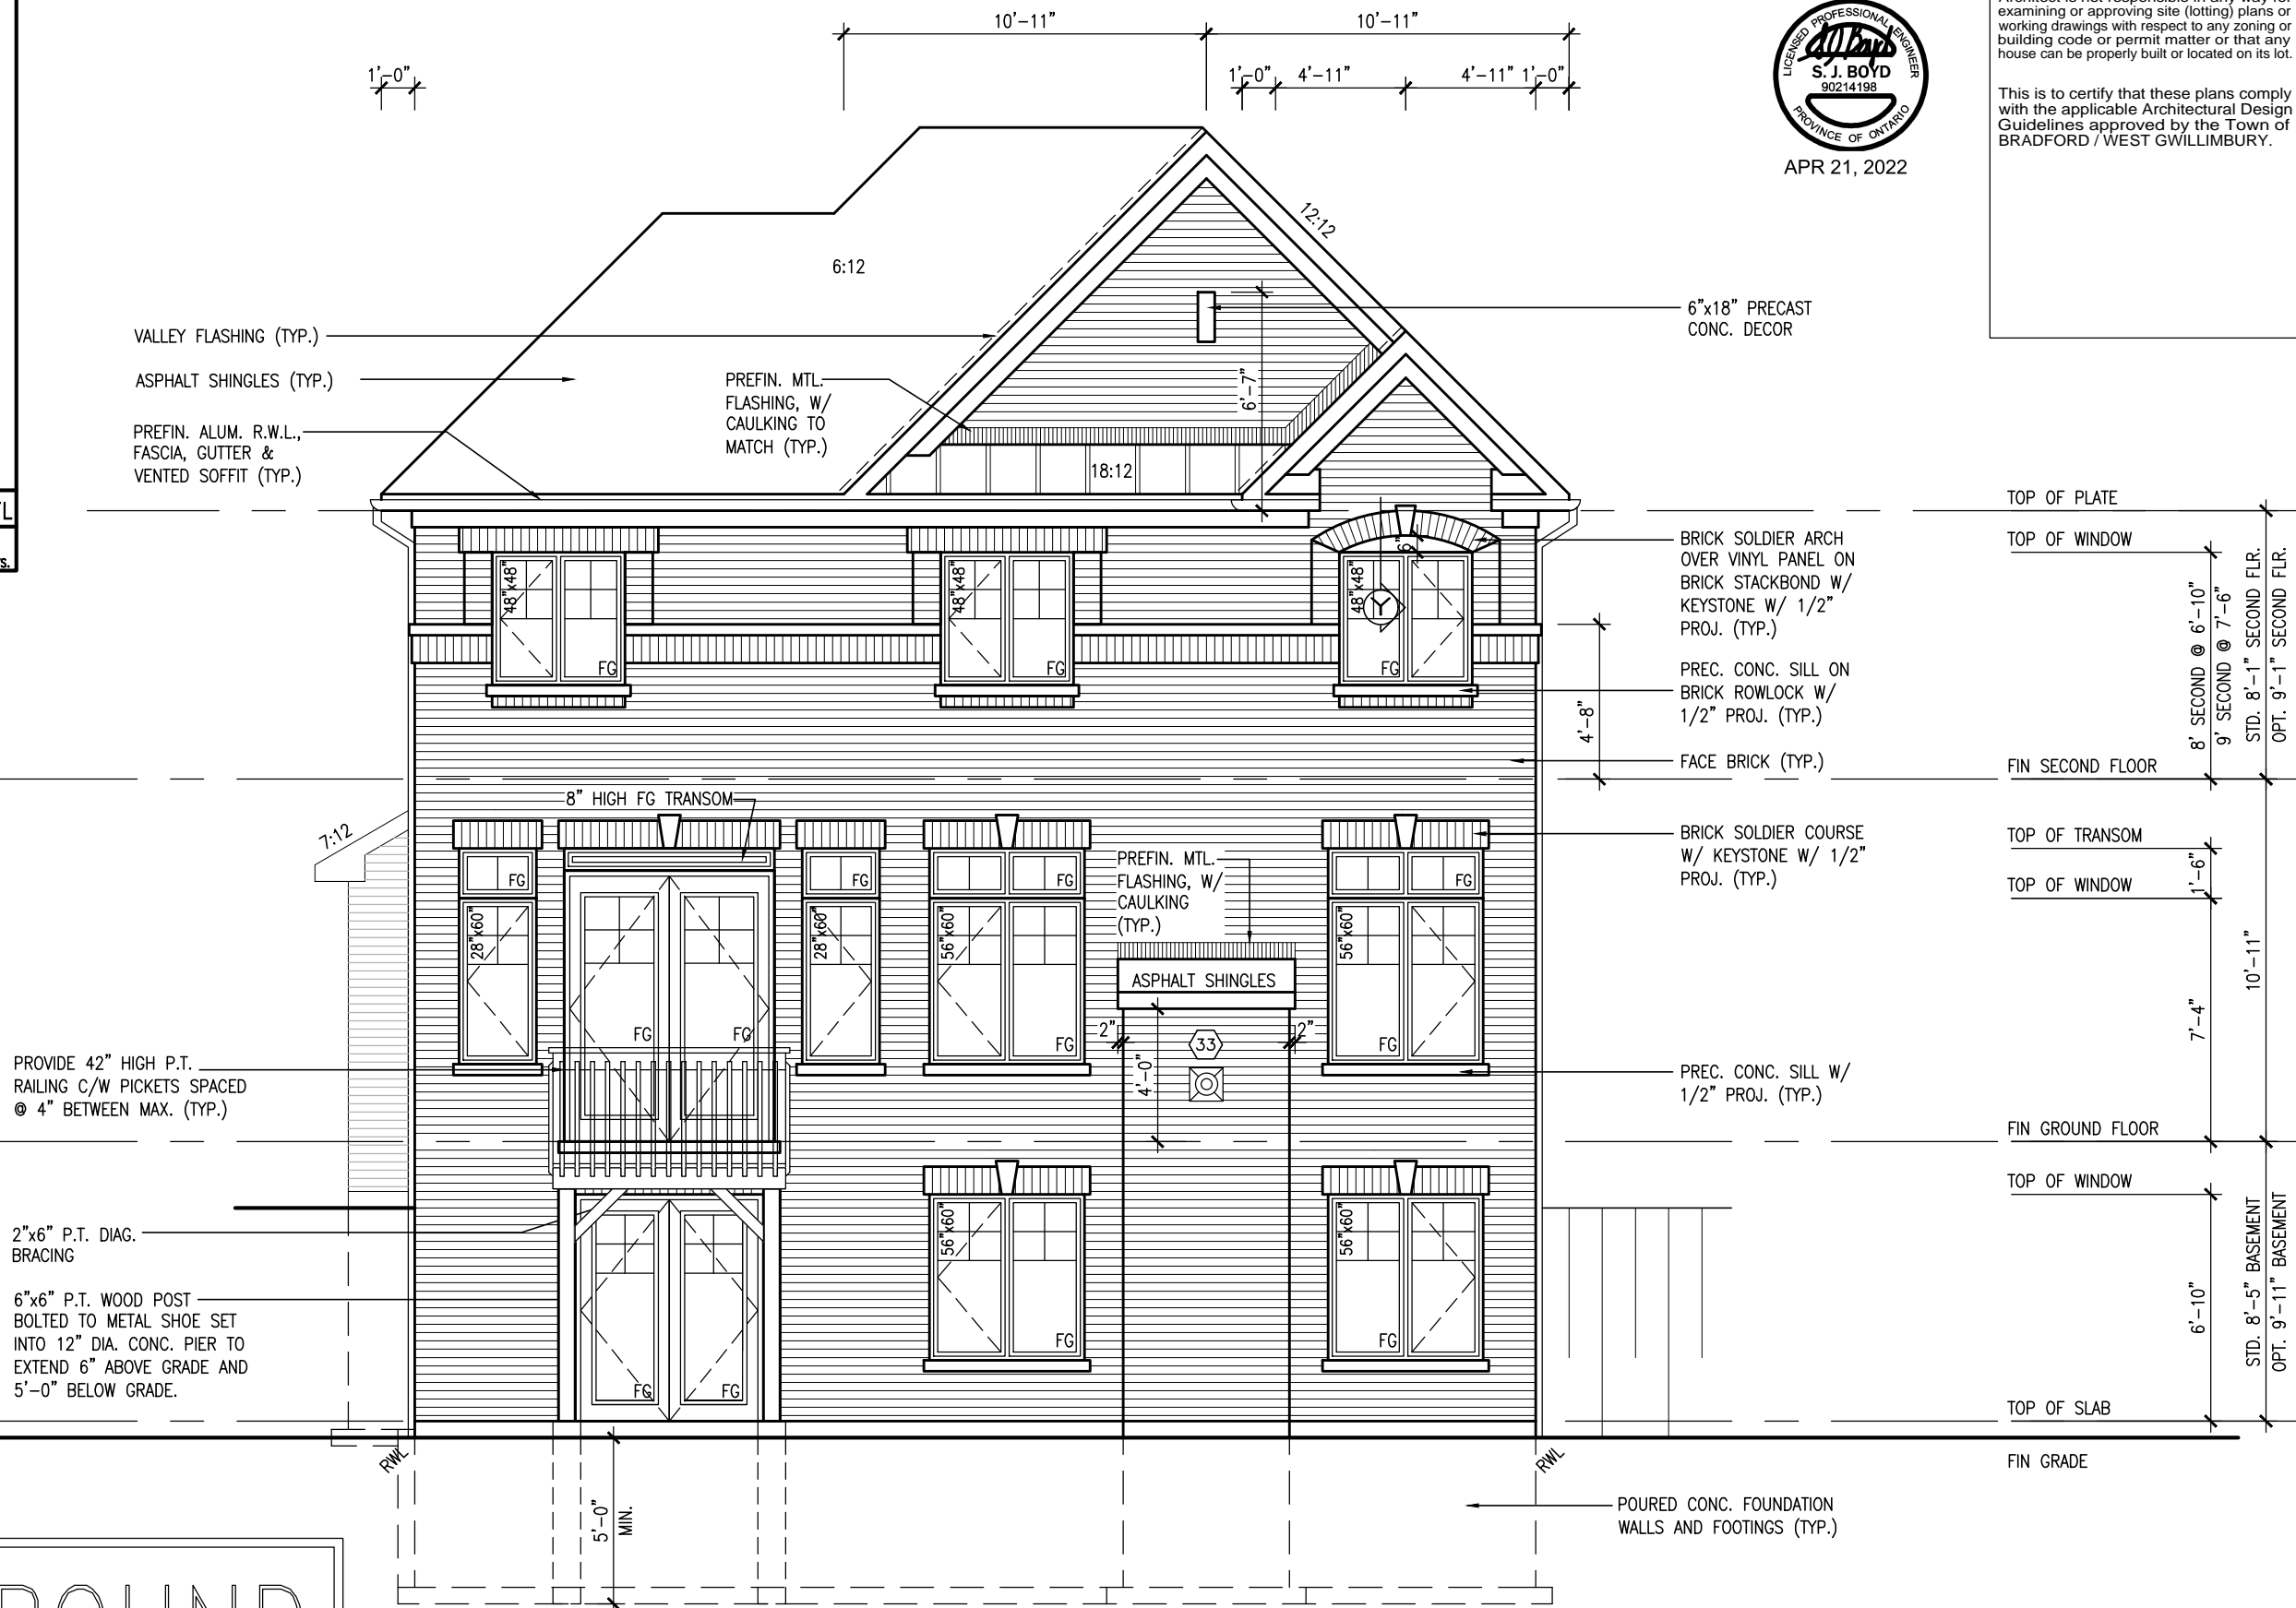 10'-11"
10'-11"
1'-0"
1'-0"
4'-11"
4'-11"
1'-0"
LICENSED PROFESSIONAL ENGINEER
S. J. BOYD
90214198
PROVINCE OF ONTARIO
APR 21, 2022
examining or approving site (lotting) plans or
working drawings with respect to any zoning or
building code or permit matter or that any
house can be properly built or located on its lot.
This is to certify that these plans comply
with the applicable Architectural Design
Guidelines approved by the Town of
BRADFORD / WEST GWILLIMBURY.
12:12
6:12
VALLEY FLASHING (TYP.)
ASPHALT SHINGLES (TYP.)
PREFIN. ALUM. R.W.L.,
FASCIA, GUTTER &
VENTED SOFFIT (TYP.)
PREFIN. MTL.
FLASHING, W/
CAULKING TO
MATCH (TYP.)
6'-7"
18:12
6"x18" PRECAST
CONC. DECOR
BRICK SOLDIER ARCH
OVER VINYL PANEL ON
BRICK STACKBOND W/
KEYSTONE W/ 1/2"
PROJ. (TYP.)
PREC. CONC. SILL ON
BRICK ROWLOCK W/
1/2" PROJ. (TYP.)
FACE BRICK (TYP.)
BRICK SOLDIER COURSE
W/ KEYSTONE W/ 1/2"
PROJ. (TYP.)
PREC. CONC. SILL W/
1/2" PROJ. (TYP.)
48"x48"
FG
48"x48"
FG
6"
48"x48"
Y
FG
4'-8"
7:12
8" HIGH FG TRANSOM
FG
28"x60"
FG
FG
FG
28"x60"
FG
FG
56"x60"
FG
PREFIN. MTL.
FLASHING, W/
CAULKING
(TYP.)
ASPHALT SHINGLES
2"
33
2"
4'-0"
FG
56"x60"
FG
PROVIDE 42" HIGH P.T.
RAILING C/W PICKETS SPACED
@ 4" BETWEEN MAX. (TYP.)
2"x6" P.T. DIAG.
BRACING
6"x6" P.T. WOOD POST
BOLTED TO METAL SHOE SET
INTO 12" DIA. CONC. PIER TO
EXTEND 6" ABOVE GRADE AND
5'-0" BELOW GRADE.
FG
FG
56"x60"
FG
56"x60"
FG
TOP OF PLATE
TOP OF WINDOW
8' SECOND @ 6'-10"
9' SECOND @ 7'-6"
STD. 8'-1" SECOND FLR.
OPT. 9'-1" SECOND FLR.
FIN SECOND FLOOR
TOP OF TRANSOM
1'-6"
TOP OF WINDOW
7'-4"
10'-11"
FIN GROUND FLOOR
TOP OF WINDOW
6'-10"
STD. 8'-5" BASEMENT
OPT. 9'-11" BASEMENT
TOP OF SLAB
FIN GRADE
RWL
RWL
5'-0"
MIN.
POURED CONC. FOUNDATION
WALLS AND FOOTINGS (TYP.)